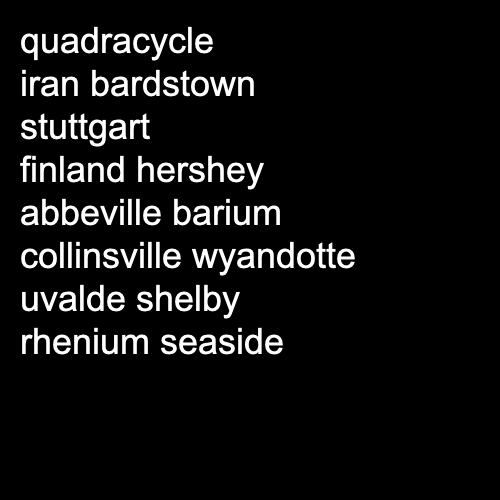 quadracycle
iran bardstown
stuttgart
finland hershey
abbeville barium
collinsville wyandotte
uvalde shelby
rhenium seaside